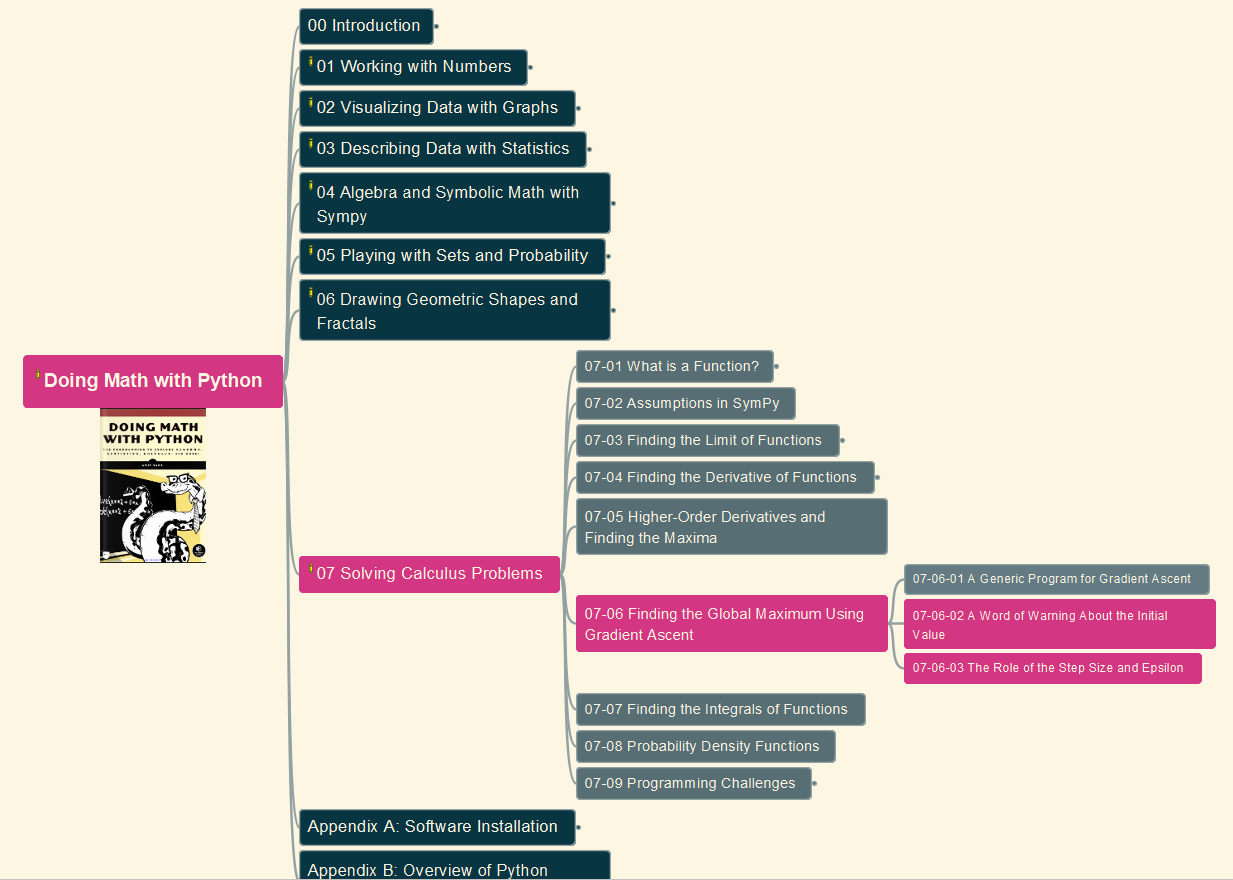 00 Introduction
01 Working with Numbers
02 Visualizing Data with Graphs
03 Describing Data with Statistics
04 Algebra and Symbolic Math with
Sympy
05 Playing with Sets and Probability
06 Drawing Geometric Shapes and
Fractals
Doing Math with Python
DOING MATH
WITH PYTHON
07 Solving Calculus Problems
07-01 What is a Function?
07-02 Assumptions in SymPy
07-03 Finding the Limit of Functions
07-04 Finding the Derivative of Functions
07-05 Higher-Order Derivatives and
Finding the Maxima
07-06 Finding the Global Maximum Using
Gradient Ascent
07-06-01 A Generic Program for Gradient Ascent
07-06-02 A Word of Warning About the Initial
Value
07-06-03 The Role of the Step Size and Epsilon
07-07 Finding the Integrals of Functions
07-08 Probability Density Functions
07-09 Programming Challenges
Appendix A: Software Installation
Appendix B: Overview of Python